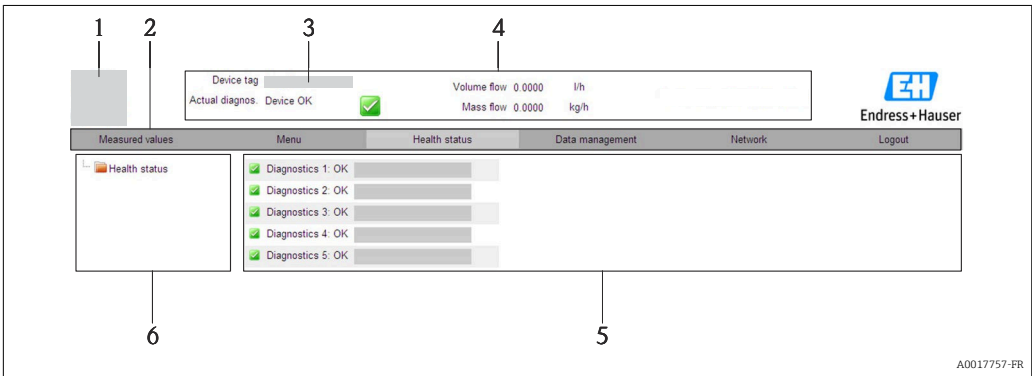 1 2 3 4
Device tag
Actual diagnos. Device OK
Volume flow 0.0000 l/h
Mass flow 0.0000 kg/h
EH
Endress+Hauser
Measured values Menu Health status Data management Network Logout
Health status
Diagnostics 1: OK
Diagnostics 2: OK
Diagnostics 3: OK
Diagnostics 4: OK
Diagnostics 5: OK
6 5
A0017757-FR